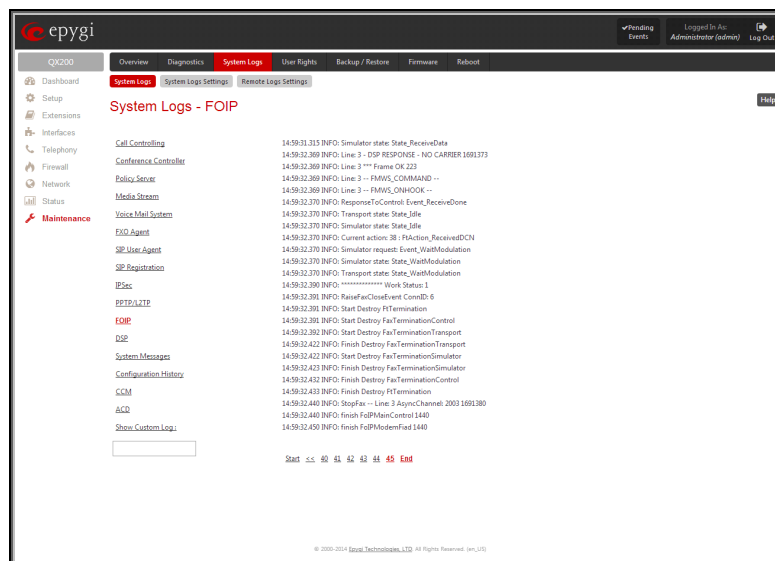 epygi
Pending Events
Logged In As:
Administrator (admin)
Log Out
QX200
Overview
Diagnostics
System Logs
User Rights
Backup / Restore
Firmware
Reboot
Dashboard
Setup
Extensions
Interfaces
Telephony
Firewall
Network
Status
Maintenance
System Logs
System Logs Settings
Remote Logs Settings
Help
System Logs - FOIP
Call Controlling
Conference Controller
Policy Server
Media Stream
Voice Mail System
FXO Agent
SIP User Agent
SIP Registration
IPSec
PPTP/L2TP
FOIP
DSP
System Messages
Configuration History
CCM
ACD
Show Custom Log :
14:59:31.315 INFO: Simulator state: State_ReceiveData
14:59:32.369 INFO: Line: 3 - DSP RESPONSE - NO CARRIER 1691373
14:59:32.369 INFO: Line: 3 *** Frame OK 223
14:59:32.369 INFO: Line: 3 -- FMWS_COMMAND --
14:59:32.369 INFO: Line: 3 -- FMWS_ONHOOK --
14:59:32.370 INFO: ResponseToControl: Event_ReceiveDone
14:59:32.370 INFO: Transport state: State_Idle
14:59:32.370 INFO: Simulator state: State_Idle
14:59:32.370 INFO: Current action: 38 : FtAction_ReceivedDCN
14:59:32.370 INFO: Simulator request: Event_WaitModulation
14:59:32.370 INFO: Simulator state: State_WaitModulation
14:59:32.370 INFO: Transport state: State_WaitModulation
14:59:32.390 INFO: ************** Work Status: 1
14:59:32.391 INFO: RaiseFaxCloseEvent ConnID: 6
14:59:32.391 INFO: Start Destroy FtTermination
14:59:32.391 INFO: Start Destroy FaxTerminationControl
14:59:32.392 INFO: Start Destroy FaxTerminationTransport
14:59:32.422 INFO: Finish Destroy FaxTerminationTransport
14:59:32.422 INFO: Start Destroy FaxTerminationSimulator
14:59:32.423 INFO: Finish Destroy FaxTerminationSimulator
14:59:32.432 INFO: Finish Destroy FaxTerminationControl
14:59:32.433 INFO: Finish Destroy FtTermination
14:59:32.440 INFO: StopFax -- Line: 3 AsyncChannel: 2003 1691380
14:59:32.440 INFO: finish FoIPMainControl 1440
14:59:32.450 INFO: finish FoIPModemFiad 1440
Start << 40 41 42 43 44 45 End
© 2000-2014 Epygi Technologies, LTD. All Rights Reserved. (en_US)